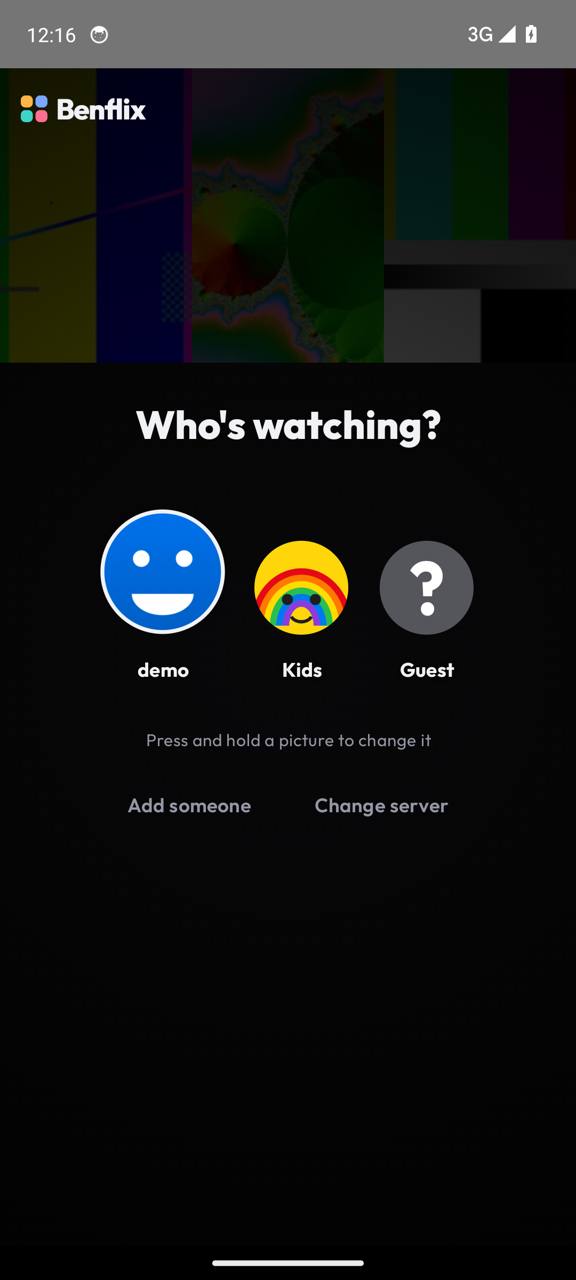 12:16
3G
Benflix
Who's watching?
?
demo
Kids
Guest
Press and hold a picture to change it
Add someone
Change server